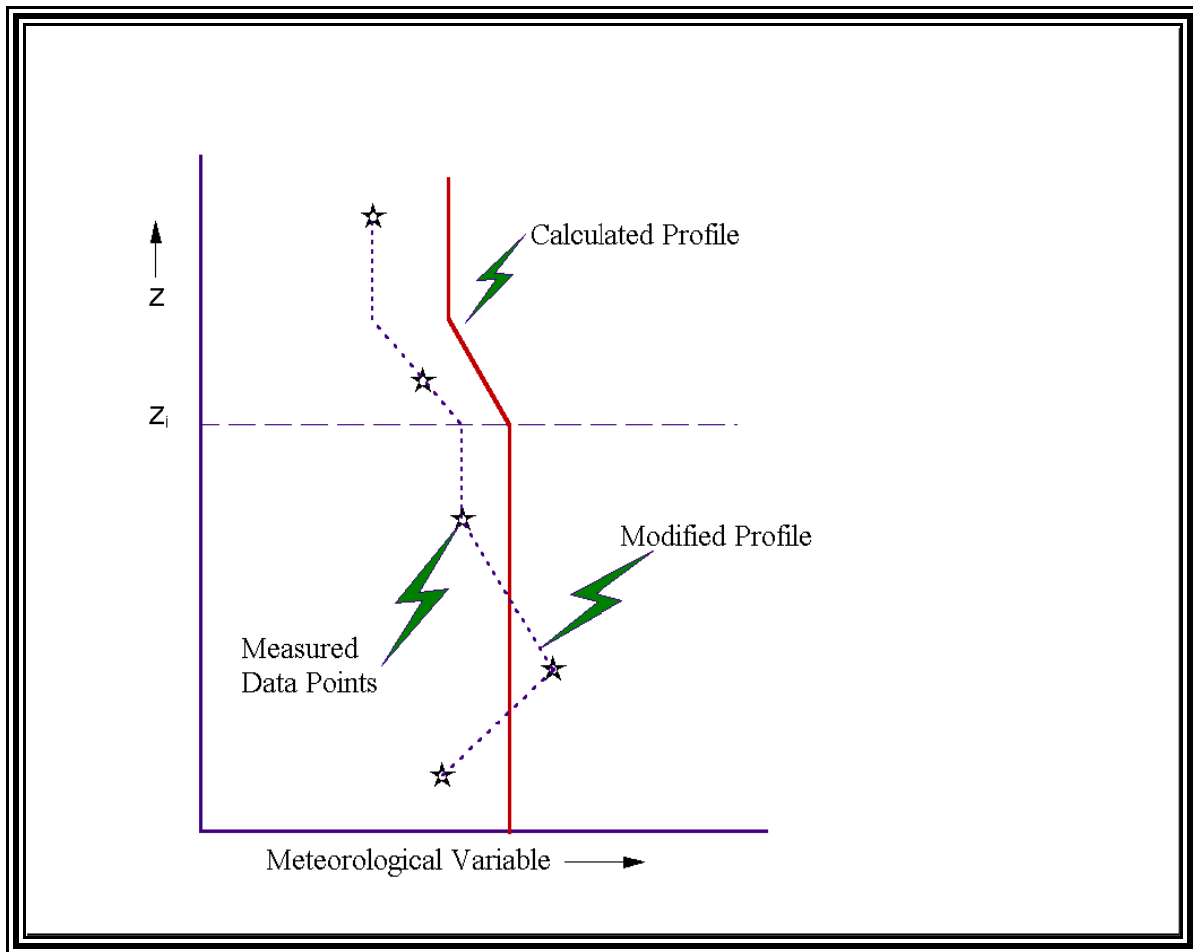 Calculated Profile
Z
Zi
Modified Profile
Measured
Data Points
Meteorological Variable